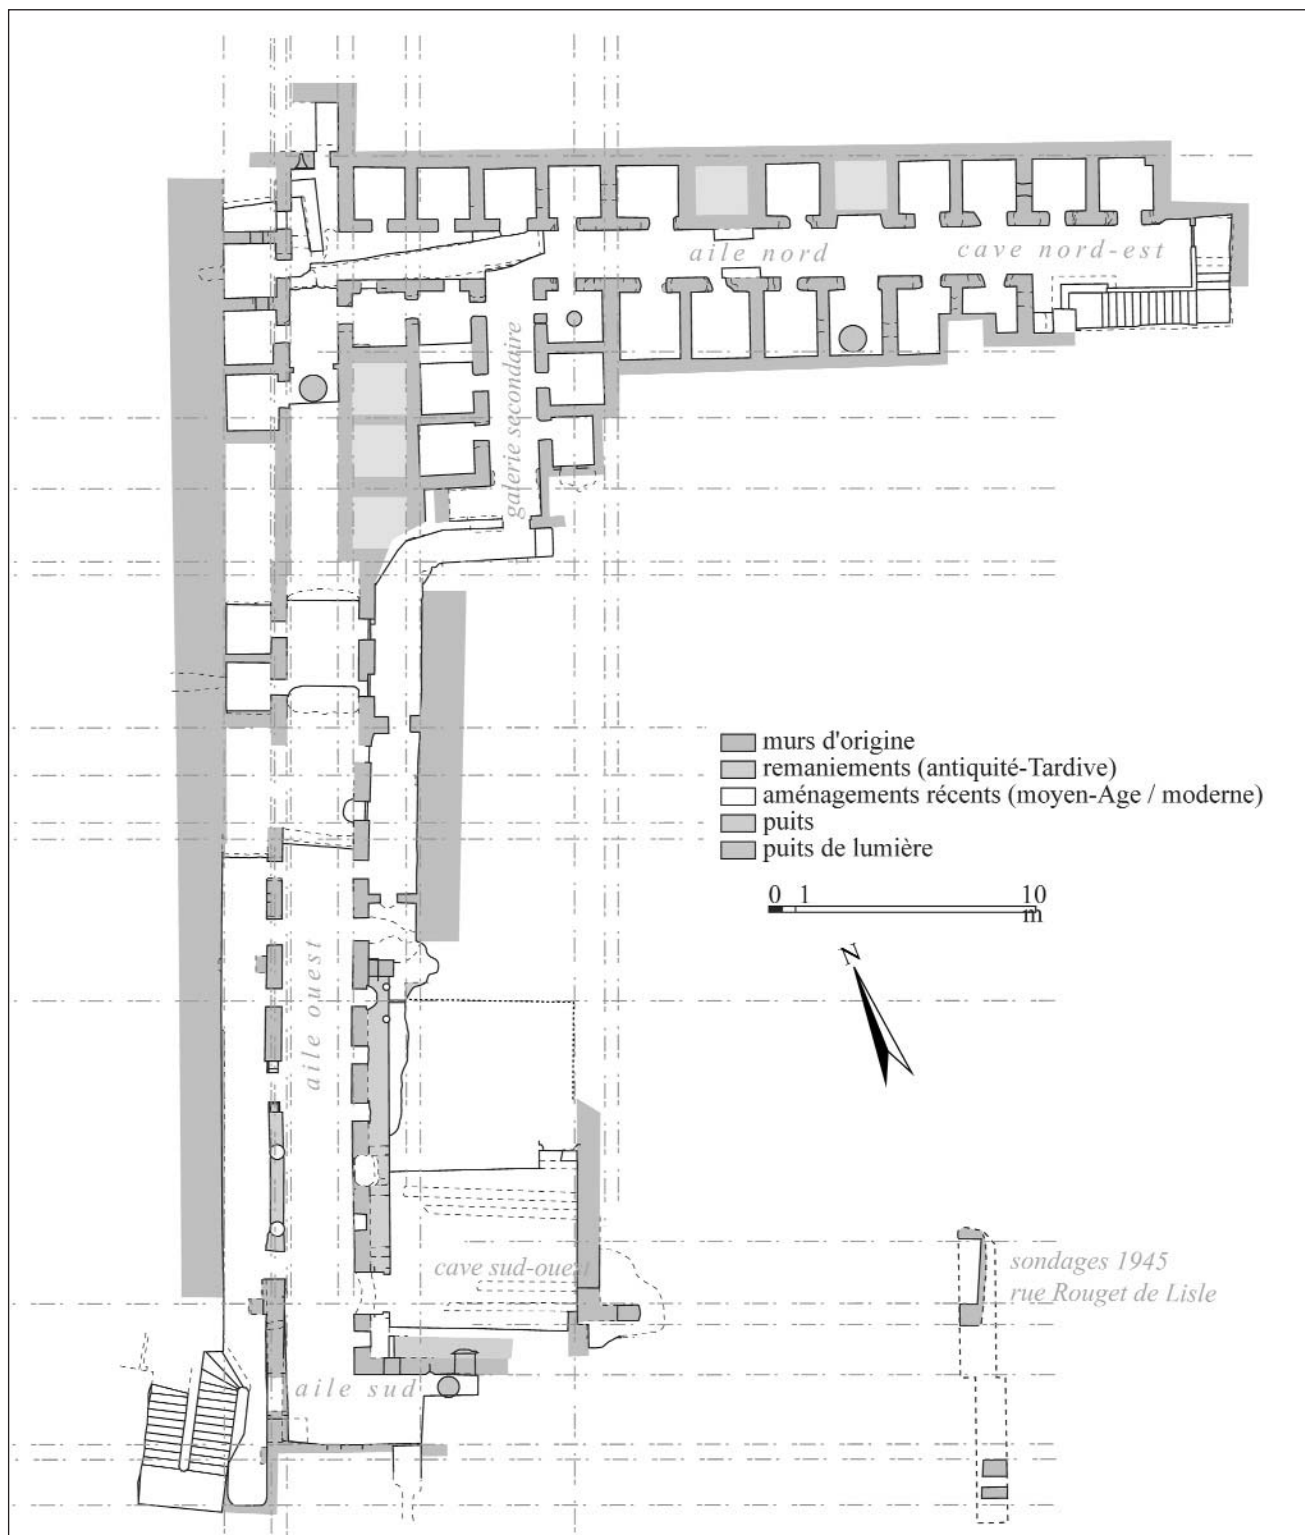 aile nord
cave nord-est
galerie secondaire
murs d'origine
remaniements (antiquité-Tardive)
aménagements récents (moyen-Age / moderne)
puits
puits de lumière
0 1 10
m
N
aile ouest
cave sud-ouest
sondages 1945
rue Rouget de Lisle
aile sud